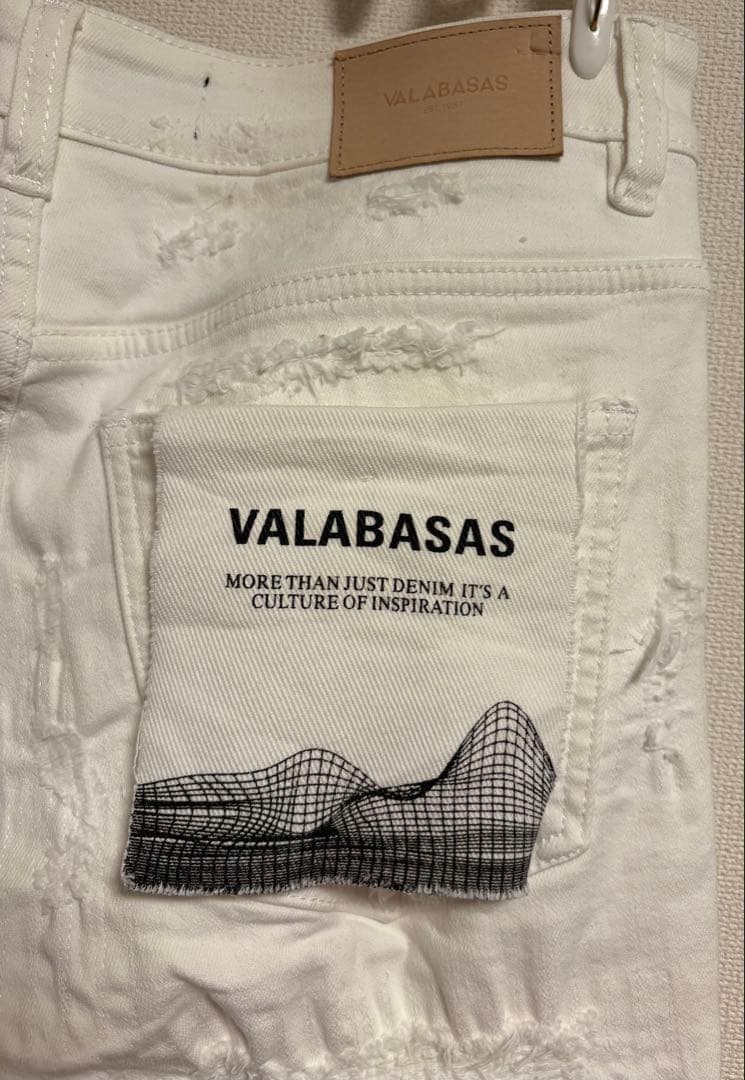 VALABASAS
VALABASAS
MORE THAN JUST DENIM IT'S A
CULTURE OF INSPIRATION